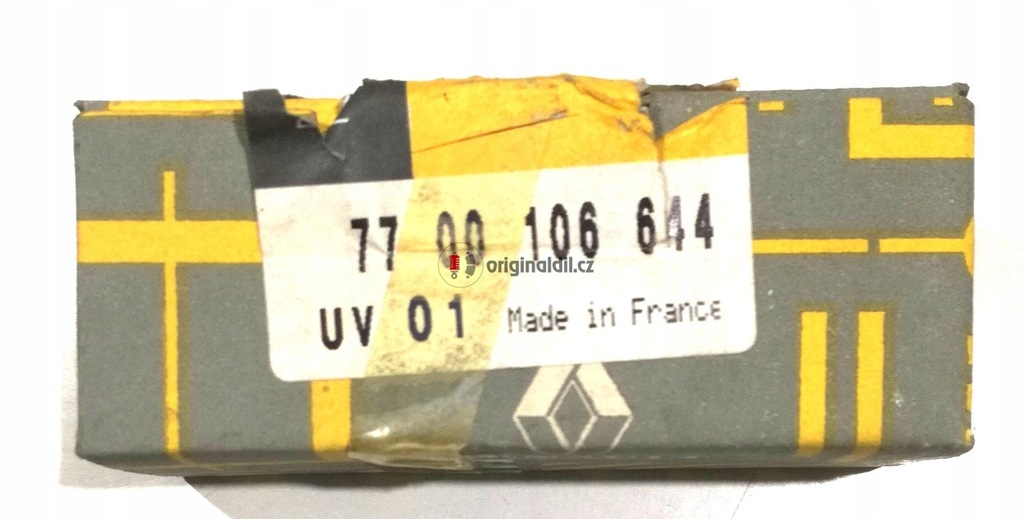 77 00 106 644
originaldil.cz
UV 01 Made in France